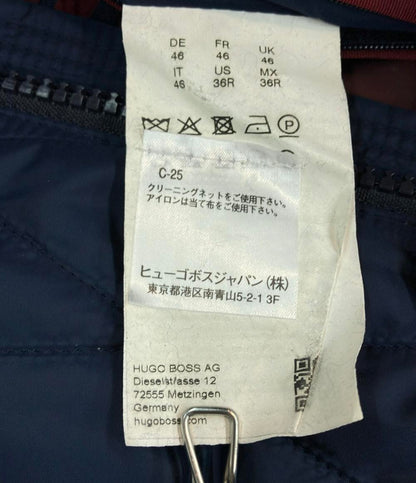 DE FR UK
46 46 46
IT US MX
46 36R 36R
P
C-25
クリーニングネットをご使用下さい。
アイロンは当て布をご使用下さい。
ヒューゴボスジャパン(株)
東京都港区南青山5-2-1 3F
HUGO BOSS AG
Dieselstrasse 12
72555 Metzingen
Germany
hugoboss.com